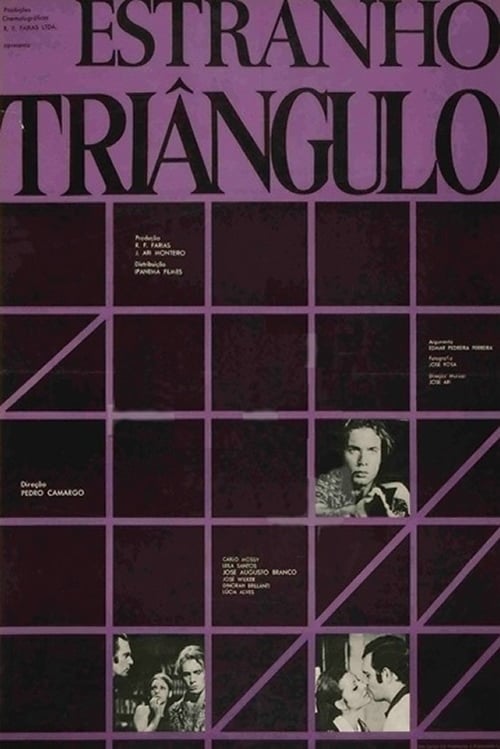 Produções
Cinematográficas
R. F. FARIAS LTDA.
apresenta
ESTRANHO
TRIÂNGULO
Produção
R. F. FARIAS
J. ARI MONTEIRO
Distribuição
IPANEMA FILMES
Argumento
EDMAR PEDREIRA FERREIRA
Fotografia
JOSÉ ROSA
Direção Musical
JOSÉ ARI
Direção
PEDRO CAMARGO
CARLO MOSSY
LEILA SANTOS
JOSÉ AUGUSTO BRANCO
JOSÉ WILKER
DINORAH BRILLANTI
LÚCIA ALVES